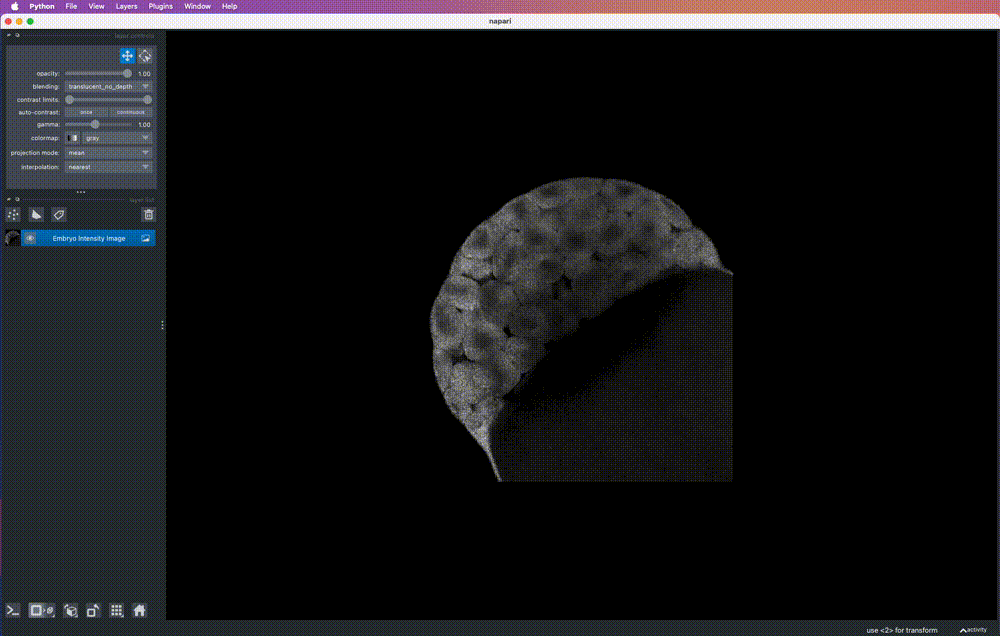 Python File Edit View Layers Plugins Window Help
napari
layer controls
opacity: 1.00
blending: translucent_no_depth
contrast limits:
auto-contrast: once continuous
gamma: 1.00
colormap: gray
projection mode: mean
interpolation: nearest
layer list
Embryo Intensity Image
use <2> for transform activity